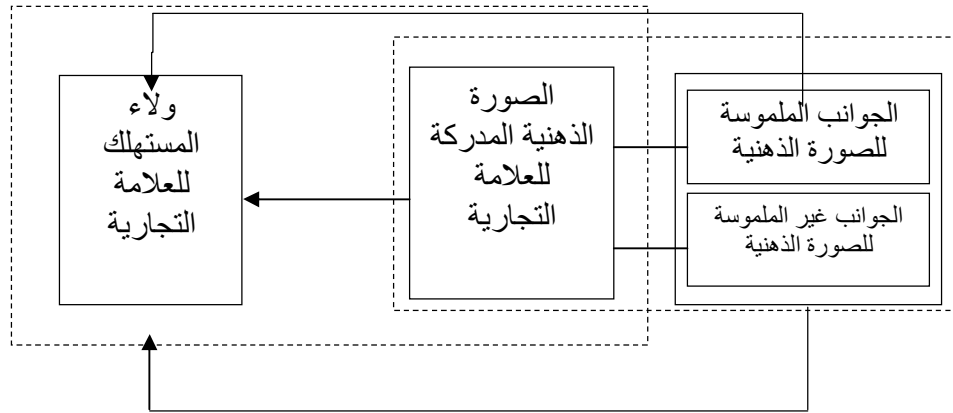 الجوانب الملموسة
للصورة الذهنية
الجوانب غير الملموسة
للصورة الذهنية
الصورة
الذهنية المدركة
للعلامة
التجارية
ولاء
المستهلك
للعلامة
التجارية